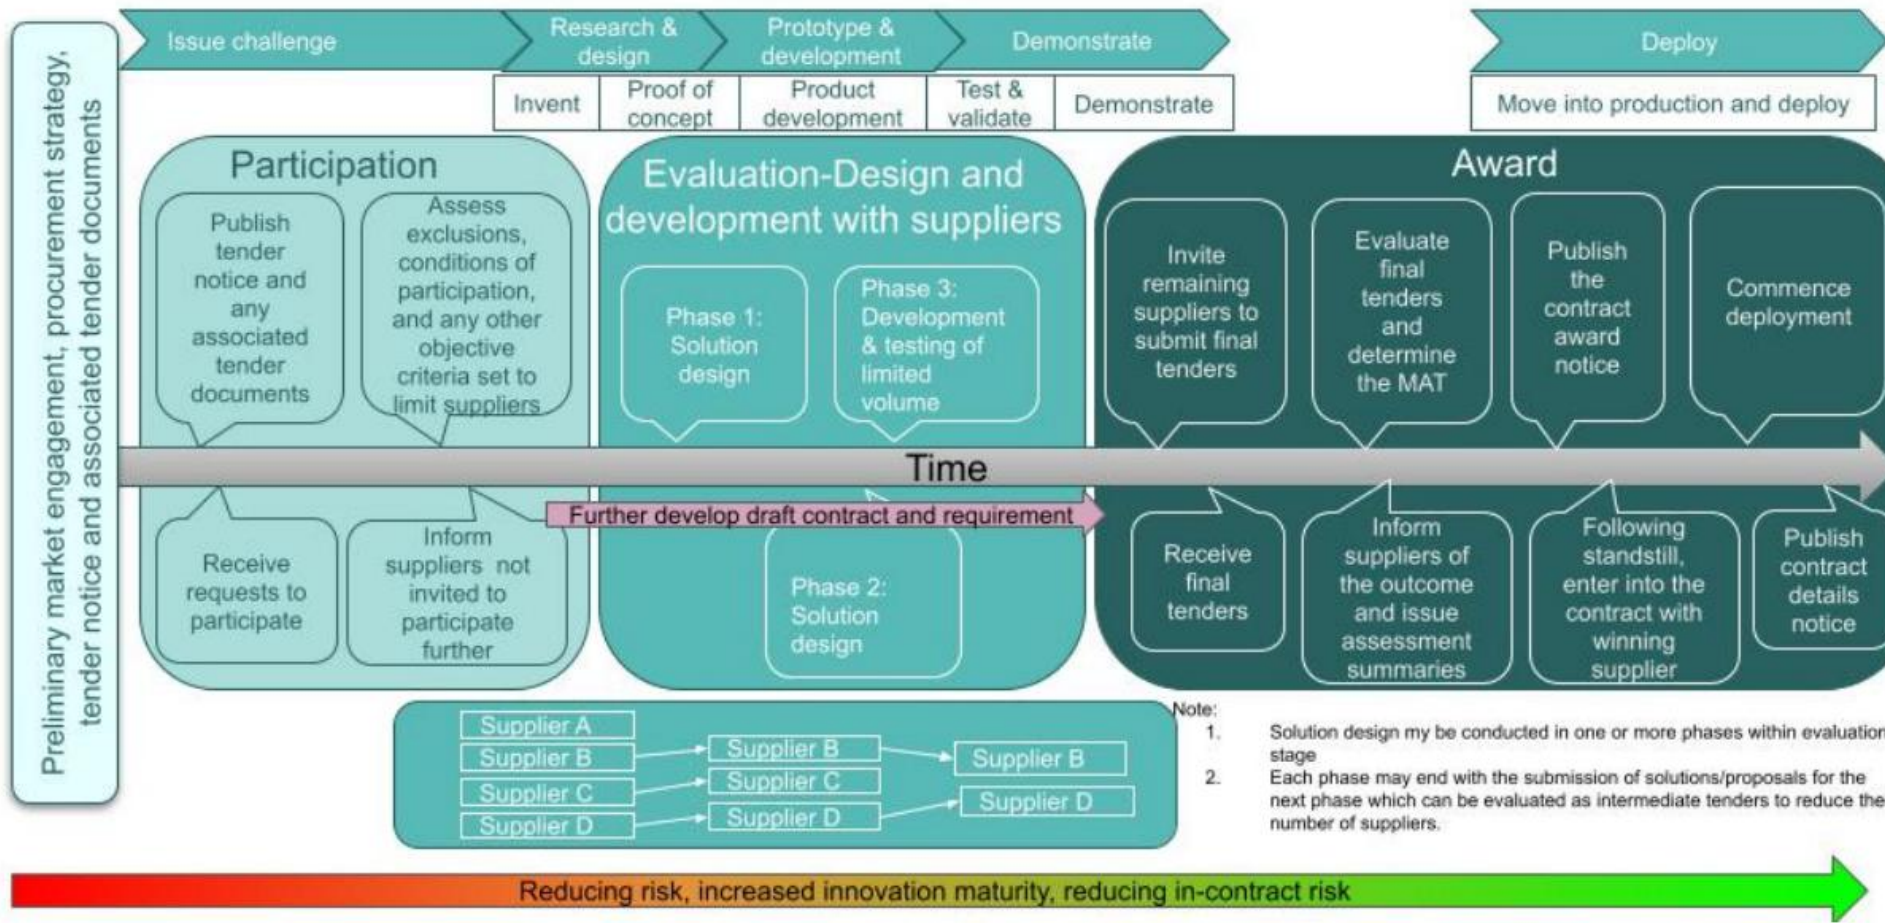 Preliminary market engagement, procurement strategy,
tender notice and associated tender documents
Issue challenge
Research &
design
Prototype &
development
Demonstrate
Deploy
Invent
Proof of
concept
Product
development
Test &
validate
Demonstrate
Move into production and deploy
Participation
Publish
tender
notice and
any
associated
tender
documents
Assess
exclusions,
conditions of
participation,
and any other
objective
criteria set to
limit suppliers
Evaluation-Design and
development with suppliers
Phase 1:
Solution
design
Phase 3:
Development
& testing of
limited
volume
Award
Invite
remaining
suppliers to
submit final
tenders
Evaluate
final
tenders
and
determine
the MAT
Publish
the
contract
award
notice
Commence
deployment
Time
Further develop draft contract and requirement
Receive
requests to
participate
Inform
suppliers not
invited to
participate
further
Phase 2:
Solution
design
Receive
final
tenders
Inform
suppliers of
the outcome
and issue
assessment
summaries
Following
standstill,
enter into the
contract with
winning
supplier
Publish
contract
details
notice
Supplier A
Supplier B
Supplier C
Supplier D
Supplier B
Supplier C
Supplier D
Supplier B
Supplier D
Note:
1. Solution design my be conducted in one or more phases within evaluation
stage
2. Each phase may end with the submission of solutions/proposals for the
next phase which can be evaluated as intermediate tenders to reduce the
number of suppliers.
Reducing risk, increased innovation maturity, reducing in-contract risk